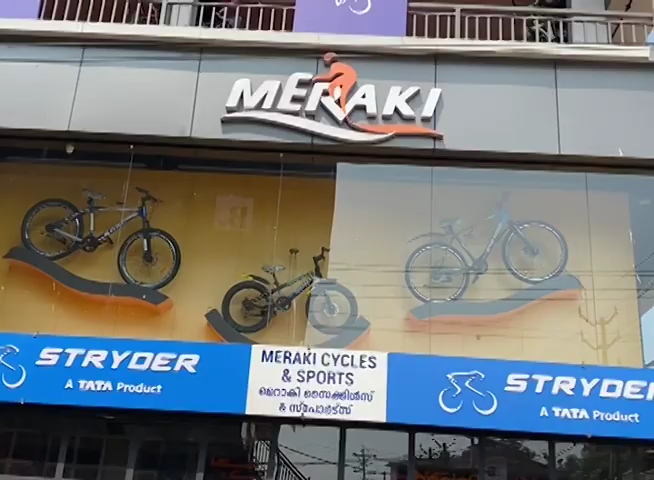 MERAKI
STRYDER
A TATA Product
MERAKI CYCLES
& SPORTS
മെറാകി സൈക്കിൾസ്
& സ്പോർട്സ്
STRYDER
A TATA Product